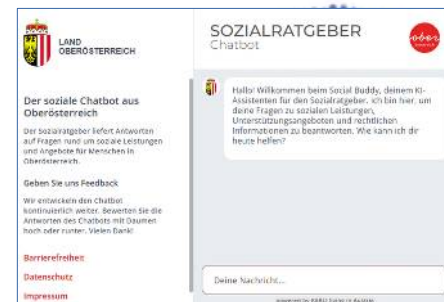 LAND
OBERÖSTERREICH
Der soziale Chatbot aus
Oberösterreich
Der Sozialratgeber liefert Antworten
auf Fragen rund um soziale Leistungen
und Angebote für Menschen in
Oberösterreich.
Geben Sie uns Feedback
Wir entwickeln den Chatbot
kontinuierlich weiter. Bewerten Sie die
Antworten des Chatbots mit Daumen
hoch oder runter. Vielen Dank!
Barrierefreiheit
Datenschutz
Impressum
SOZIALRATGEBER
Chatbot
ober
österreich
Hallo! Willkommen beim Social Buddy, deinem KI-
Assistenten für den Sozialratgeber. Ich bin hier, um
deine Fragen zu sozialen Leistungen,
Unterstützungsangeboten und rechtlichen
Informationen zu beantworten. Wie kann ich dir
heute helfen?
Deine Nachricht...
powered by